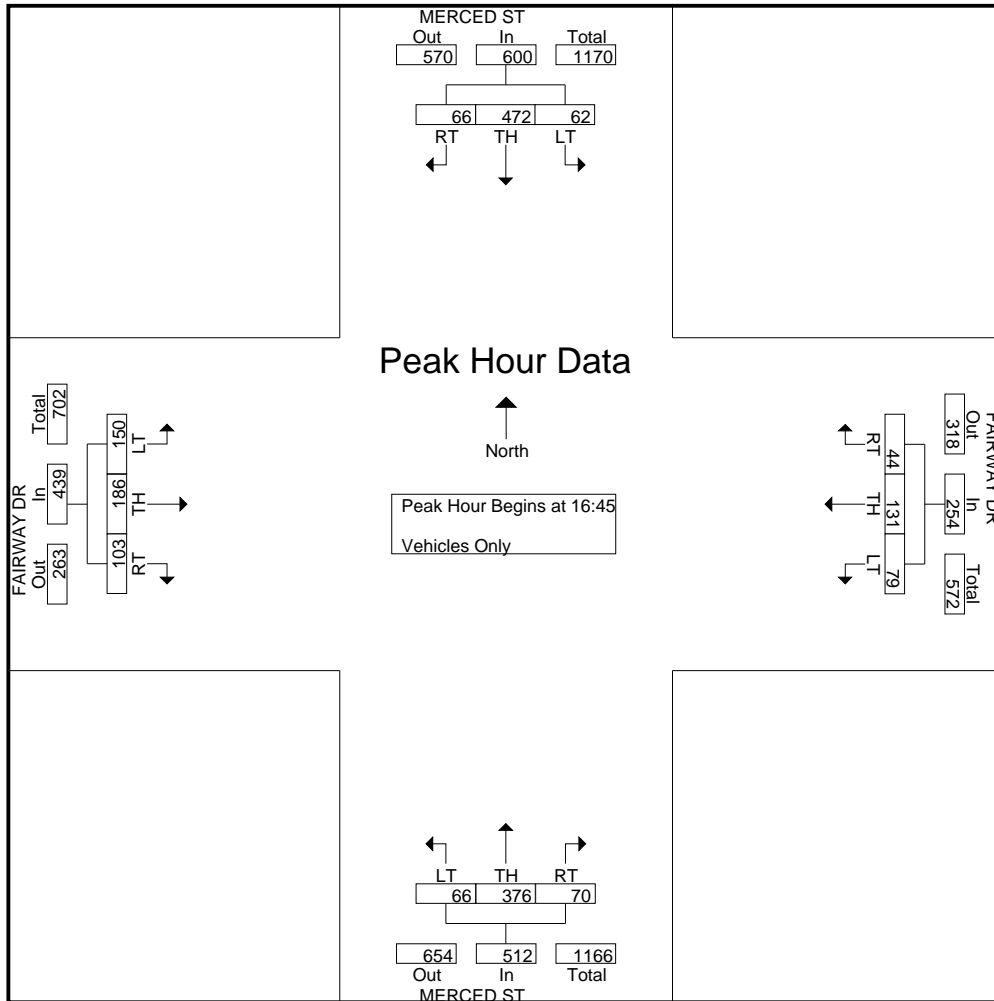 MERCED ST
Out In Total
570 600 1170
66 472 62
RT TH LT
Peak Hour Data
North
Peak Hour Begins at 16:45
Vehicles Only
FAIRWAY DR
Total In Out
702 439 263
150 186 103
LT TH RT
FAIRWAY DR
Out In Total
318 254 572
44 131 79
RT TH LT
LT TH RT
66 376 70
654 512 1166
Out In Total
MERCED ST